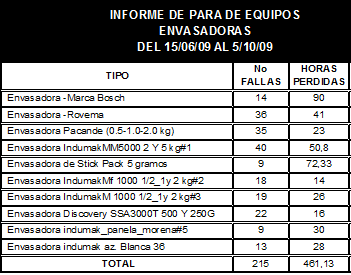 INFORME DE PARA DE EQUIPOS
ENVASADORAS
DEL 15/06/09 AL 5/10/09
TIPO No FALLAS HORAS PERDIDAS
Envasadora -Marca Bosch 14 90
Envasadora -Rovema 36 41
Envasadora Pacande (0.5-1.0-2.0 kg) 35 23
Envasadora IndumakMM5000 2 Y 5 kg#1 40 50,8
Envasadora de Stick Pack 5 gramos 9 72,33
Envasadora IndumakMf 1000 1/2_1y 2 kg#2 18 14
Envasadora IndumakM 1000 1/2_1y 2 kg#3 19 26
Envasadora Discovery SSA3000T 500 Y 250G 22 16
Envasadora indumak_panela_morena#5 9 30
Envasadora indumak az. Blanca 36 13 28
TOTAL 215 461,13